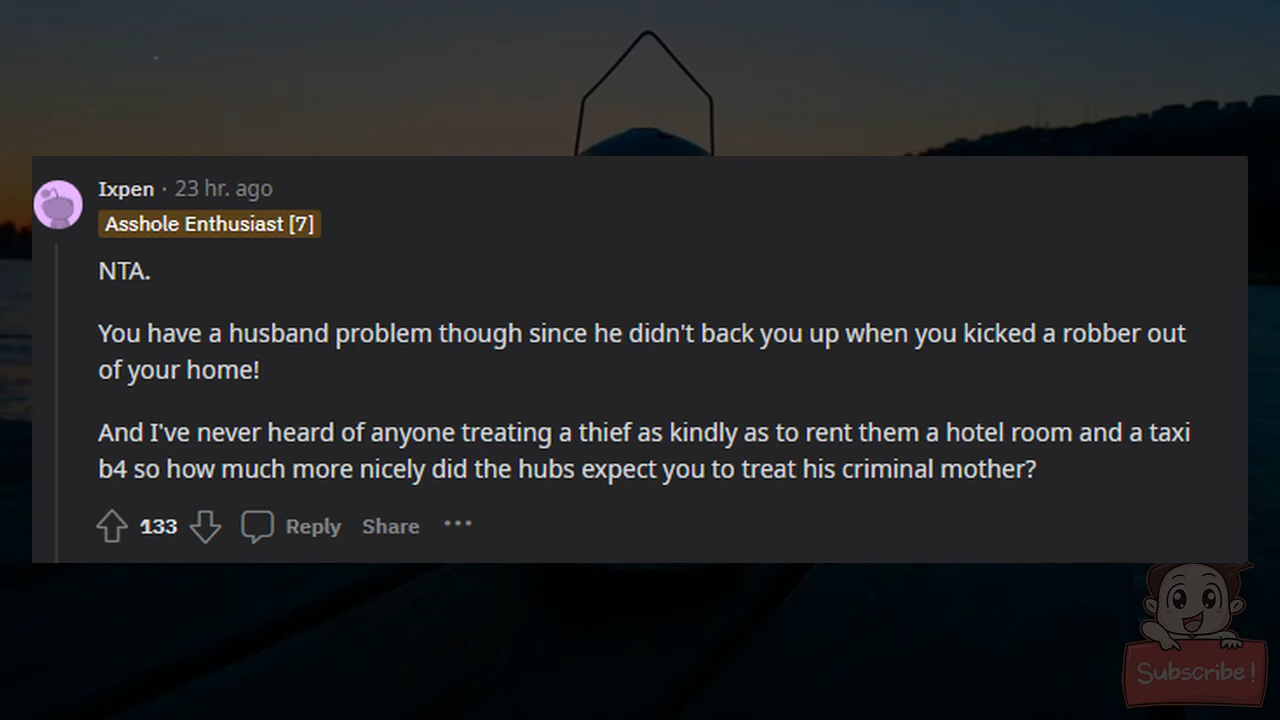 Ixpen · 23 hr. ago
Asshole Enthusiast [7]
NTA.
You have a husband problem though since he didn't back you up when you kicked a robber out
of your home!
And I've never heard of anyone treating a thief as kindly as to rent them a hotel room and a taxi
b4 so how much more nicely did the hubs expect you to treat his criminal mother?
133 Reply Share ···
Subscribe!